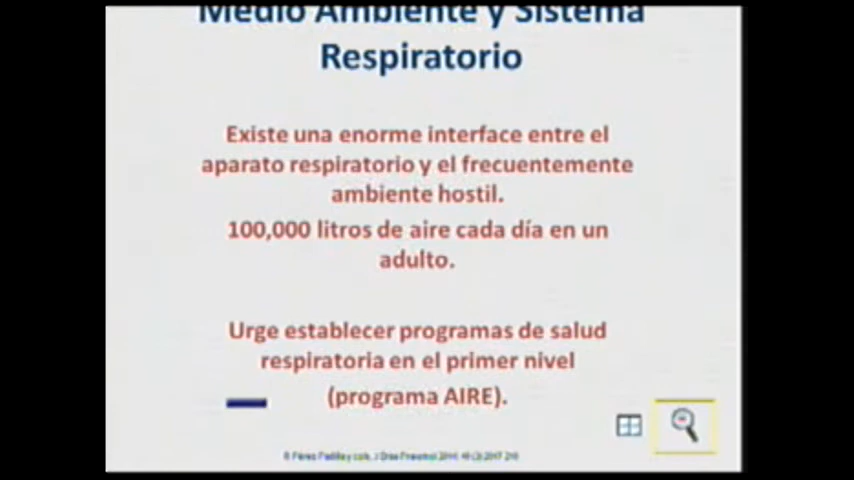 Medio Ambiente y Sistema
Respiratorio
Existe una enorme interface entre el
aparato respiratorio y el frecuentemente
ambiente hostil.
100,000 litros de aire cada día en un
adulto.
Urge establecer programas de salud
respiratoria en el primer nivel
(programa AIRE).